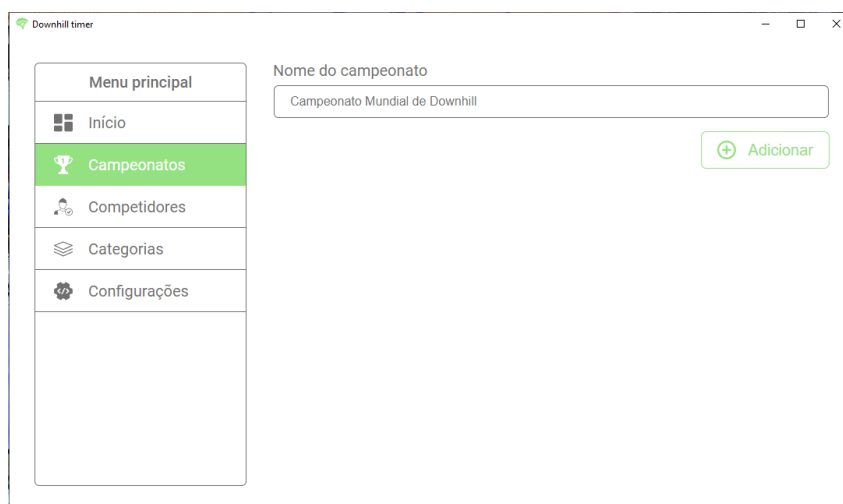 Downhill timer
Menu principal
Início
Campeonatos
Competidores
Categorias
Configurações
Nome do campeonato
Campeonato Mundial de Downhill
Adicionar